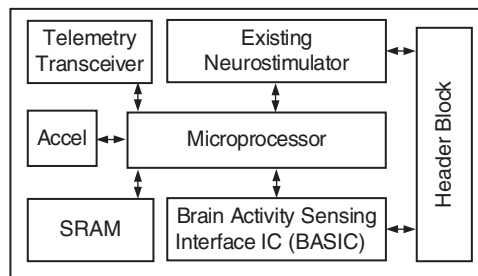 Telemetry
Transceiver
Existing
Neurostimulator
Accel
Microprocessor
Header Block
SRAM
Brain Activity Sensing
Interface IC (BASIC)